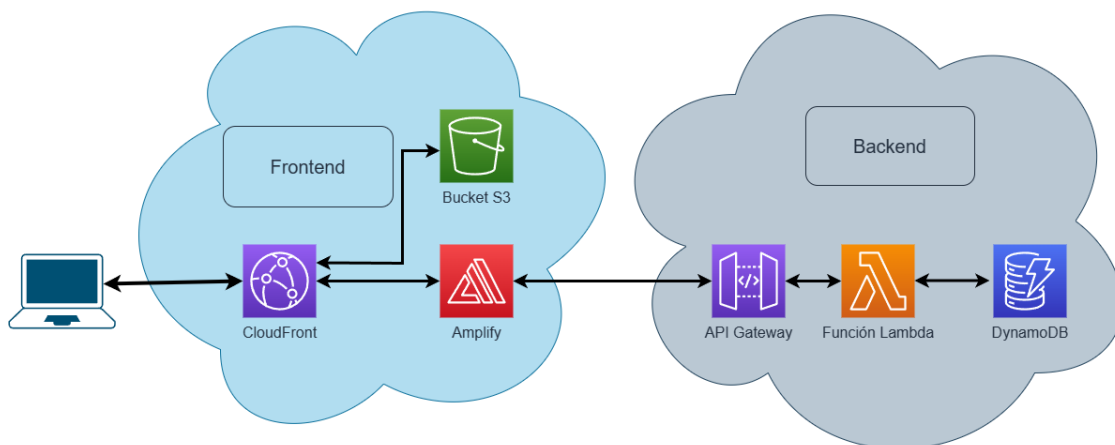 Frontend
Backend
Bucket S3
CloudFront
Amplify
API Gateway
Función Lambda
DynamoDB